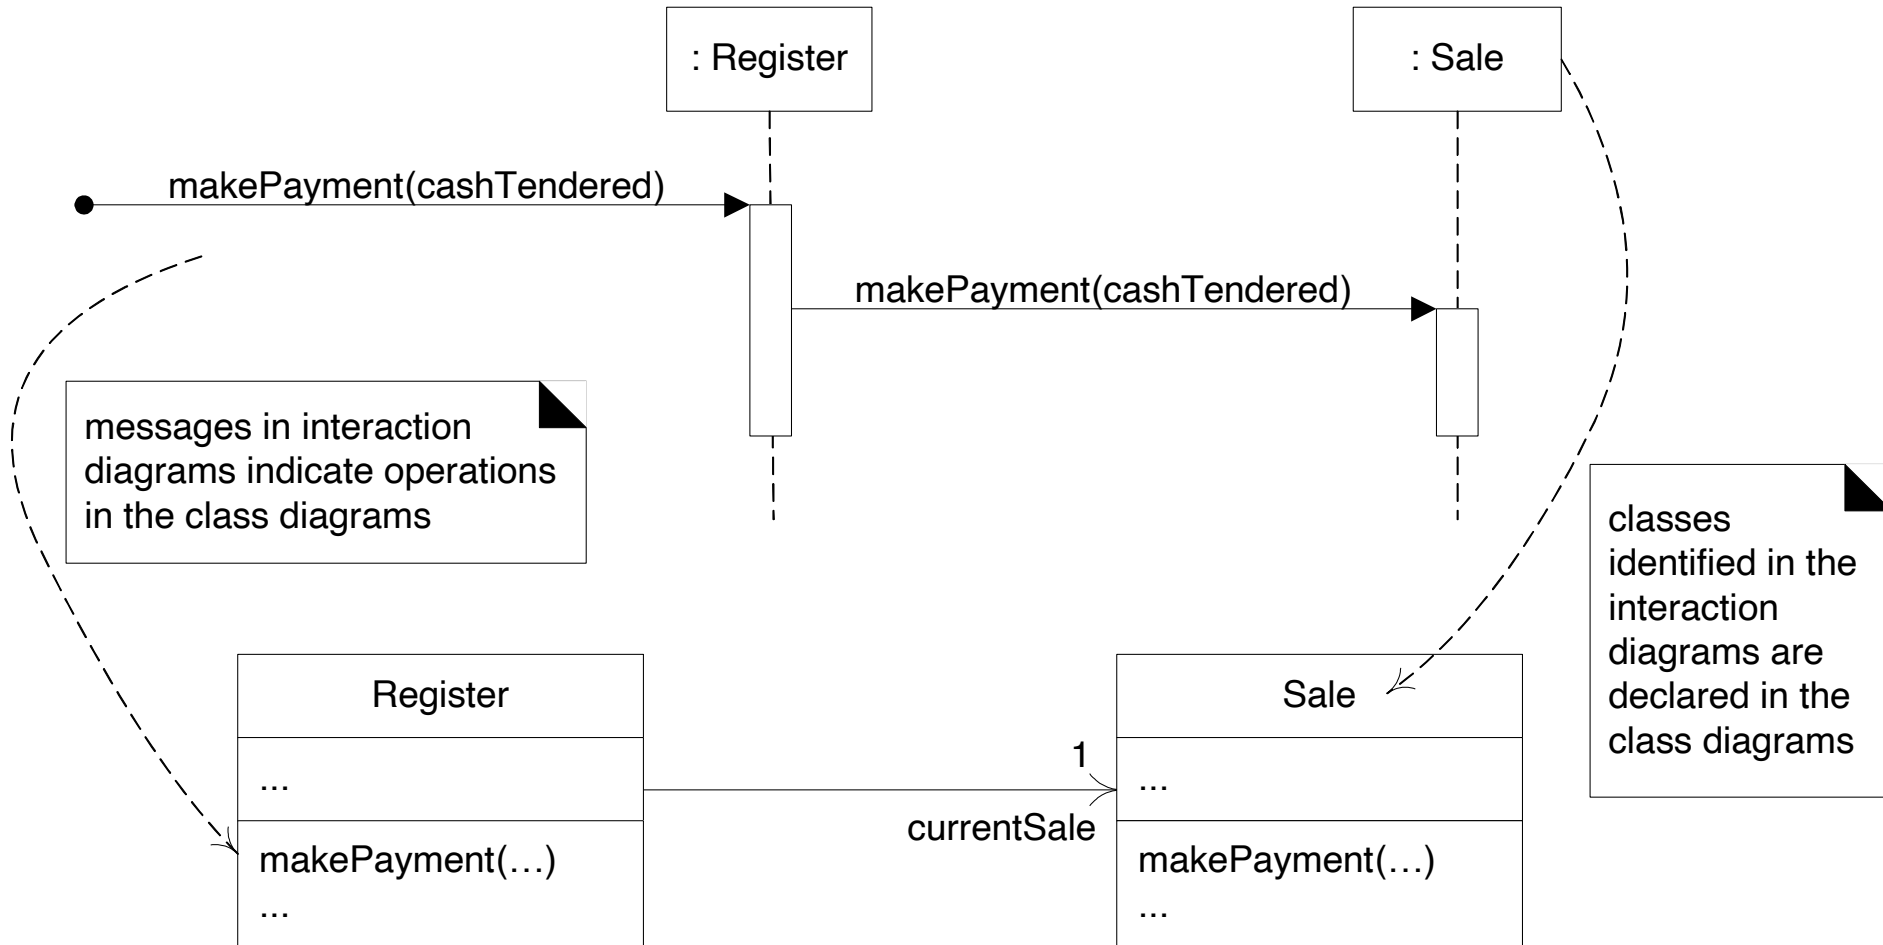 : Register
: Sale
makePayment(cashTendered)
makePayment(cashTendered)
messages in interaction
diagrams indicate operations
in the class diagrams
classes
identified in the
interaction
diagrams are
declared in the
class diagrams
Register
...
makePayment(…)
...
1
currentSale
Sale
...
makePayment(…)
...